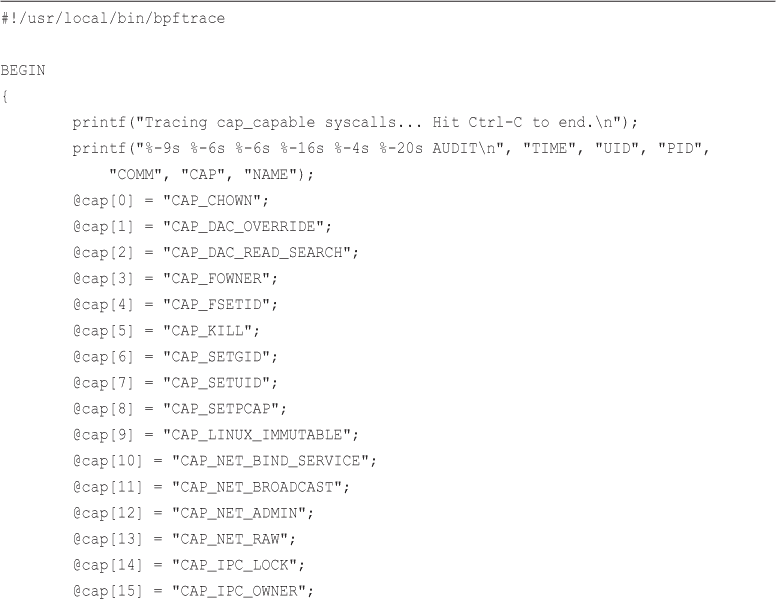 #!/usr/local/bin/bpftrace
BEGIN
{
printf("Tracing cap_capable syscalls... Hit Ctrl-C to end.\n");
printf("%-9s %-6s %-6s %-16s %-4s %-20s AUDIT\n", "TIME", "UID", "PID",
"COMM", "CAP", "NAME");
@cap[0] = "CAP_CHOWN";
@cap[1] = "CAP_DAC_OVERRIDE";
@cap[2] = "CAP_DAC_READ_SEARCH";
@cap[3] = "CAP_FOWNER";
@cap[4] = "CAP_FSETID";
@cap[5] = "CAP_KILL";
@cap[6] = "CAP_SETGID";
@cap[7] = "CAP_SETUID";
@cap[8] = "CAP_SETPCAP";
@cap[9] = "CAP_LINUX_IMMUTABLE";
@cap[10] = "CAP_NET_BIND_SERVICE";
@cap[11] = "CAP_NET_BROADCAST";
@cap[12] = "CAP_NET_ADMIN";
@cap[13] = "CAP_NET_RAW";
@cap[14] = "CAP_IPC_LOCK";
@cap[15] = "CAP_IPC_OWNER";